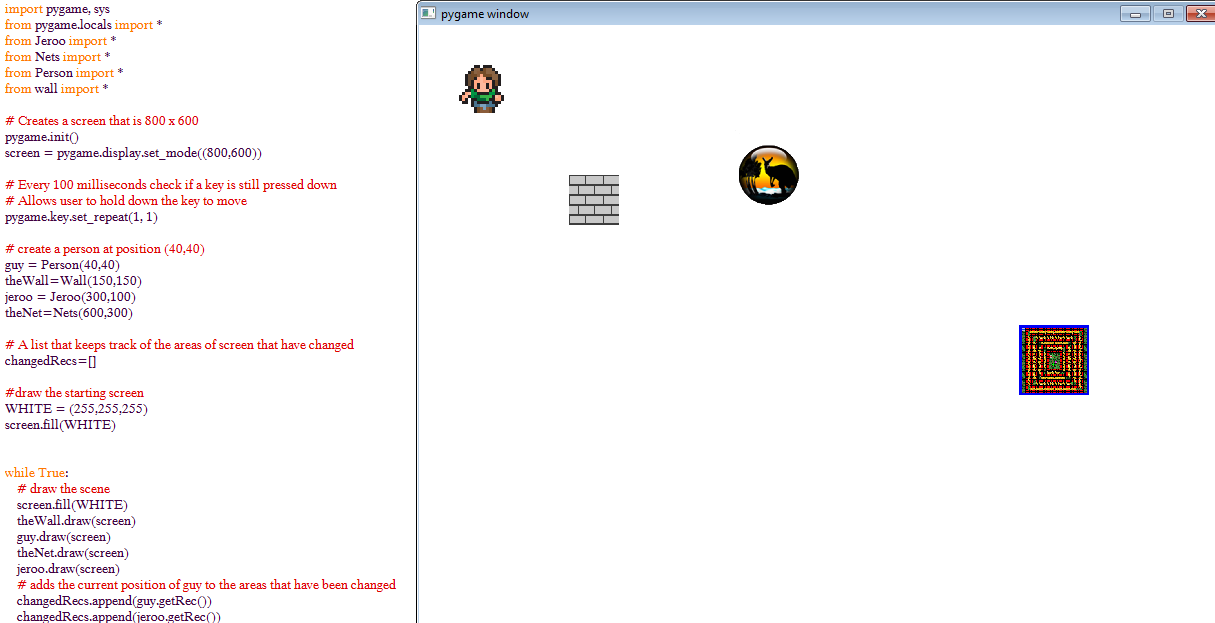 import pygame, sys
from pygame.locals import *
from Jeroo import *
from Nets import *
from Person import *
from wall import *
# Creates a screen that is 800 x 600
pygame.init()
screen = pygame.display.set_mode((800,600))
# Every 100 milliseconds check if a key is still pressed down
# Allows user to hold down the key to move
pygame.key.set_repeat(1, 1)
# create a person at position (40,40)
guy = Person(40,40)
theWall=Wall(150,150)
jeroo = Jeroo(300,100)
theNet=Nets(600,300)
# A list that keeps track of the areas of screen that have changed
changedRecs=[]
#draw the starting screen
WHITE = (255,255,255)
screen.fill(WHITE)
while True:
    # draw the scene
    screen.fill(WHITE)
    theWall.draw(screen)
    guy.draw(screen)
    theNet.draw(screen)
    jeroo.draw(screen)
    # adds the current position of guy to the areas that have been changed
    changedRecs.append(guy.getRec())
    changedRecs.append(jeroo.getRec())
pygame window